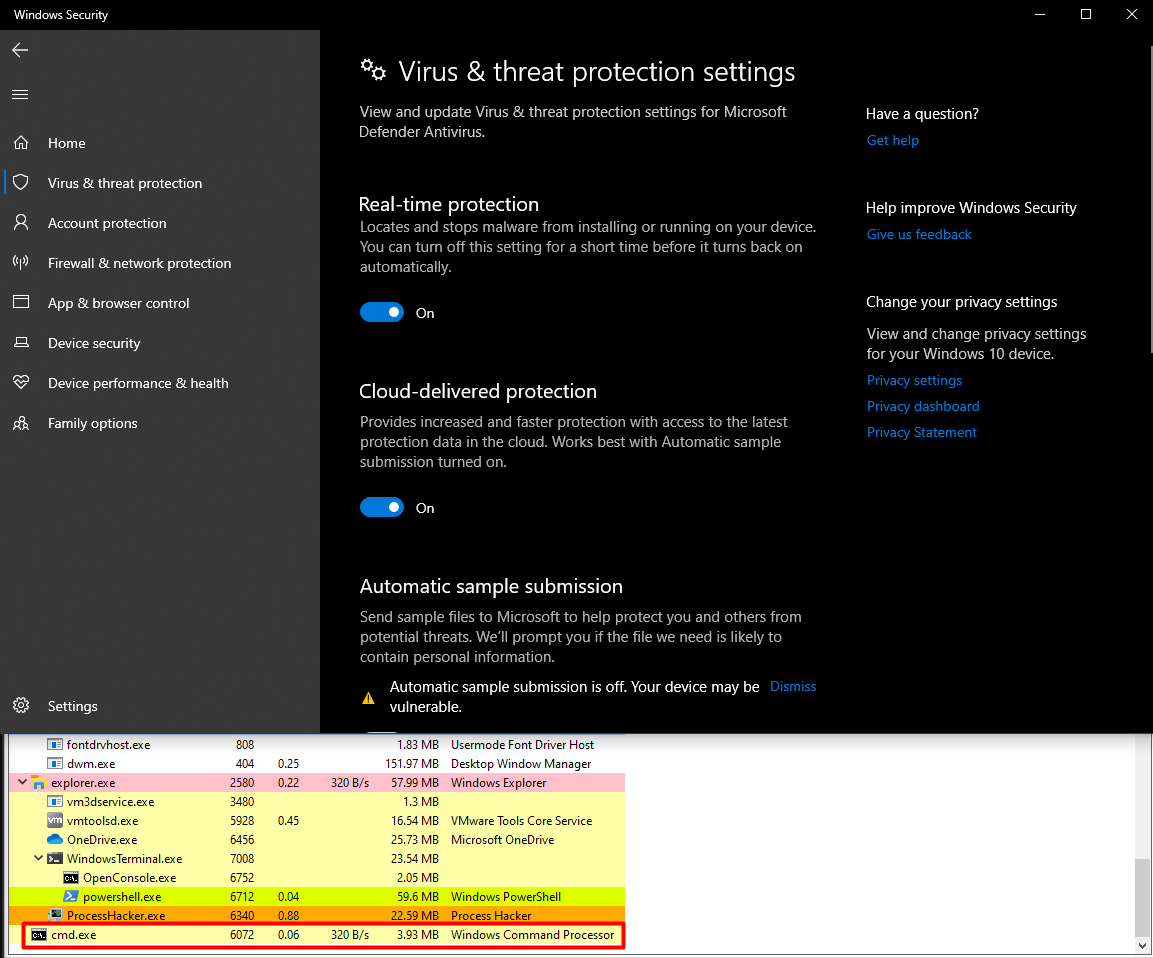 Windows Security
Home
Virus & threat protection
Account protection
Firewall & network protection
App & browser control
Device security
Device performance & health
Family options
Settings
Virus & threat protection settings
View and update Virus & threat protection settings for Microsoft
Defender Antivirus.
Real-time protection
Locates and stops malware from installing or running on your device.
You can turn off this setting for a short time before it turns back on
automatically.
On
Cloud-delivered protection
Provides increased and faster protection with access to the latest
protection data in the cloud. Works best with Automatic sample
submission turned on.
On
Automatic sample submission
Send sample files to Microsoft to help protect you and others from
potential threats. We'll prompt you if the file we need is likely to
contain personal information.
Automatic sample submission is off. Your device may be Dismiss
vulnerable.
Have a question?
Get help
Help improve Windows Security
Give us feedback
Change your privacy settings
View and change privacy settings
for your Windows 10 device.
Privacy settings
Privacy dashboard
Privacy Statement
fontdrvhost.exe 808 1.83 MB Usermode Font Driver Host
dwm.exe 404 0.25 151.97 MB Desktop Window Manager
explorer.exe 2580 0.22 320 B/s 57.99 MB Windows Explorer
vm3dservice.exe 3480 1.3 MB
vm vmtoolsd.exe 5928 0.45 16.54 MB VMware Tools Core Service
OneDrive.exe 6456 25.73 MB Microsoft OneDrive
WindowsTerminal.exe 7008 23.54 MB
OpenConsole.exe 6752 2.05 MB
powershell.exe 6712 0.04 59.6 MB Windows PowerShell
ProcessHacker.exe 6340 0.88 22.59 MB Process Hacker
cmd.exe 6072 0.06 320 B/s 3.93 MB Windows Command Processor